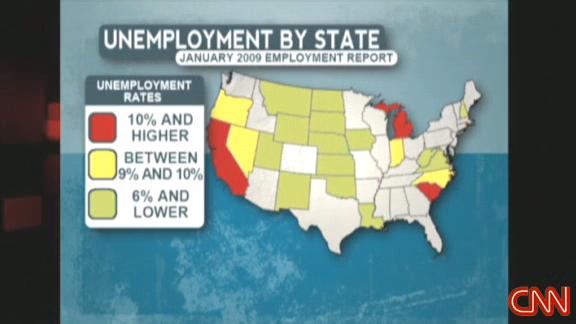 UNEMPLOYMENT BY STATE
JANUARY 2009 EMPLOYMENT REPORT
UNEMPLOYMENT
RATES
10% AND
HIGHER
BETWEEN
9% AND 10%
6% AND
LOWER
CNN